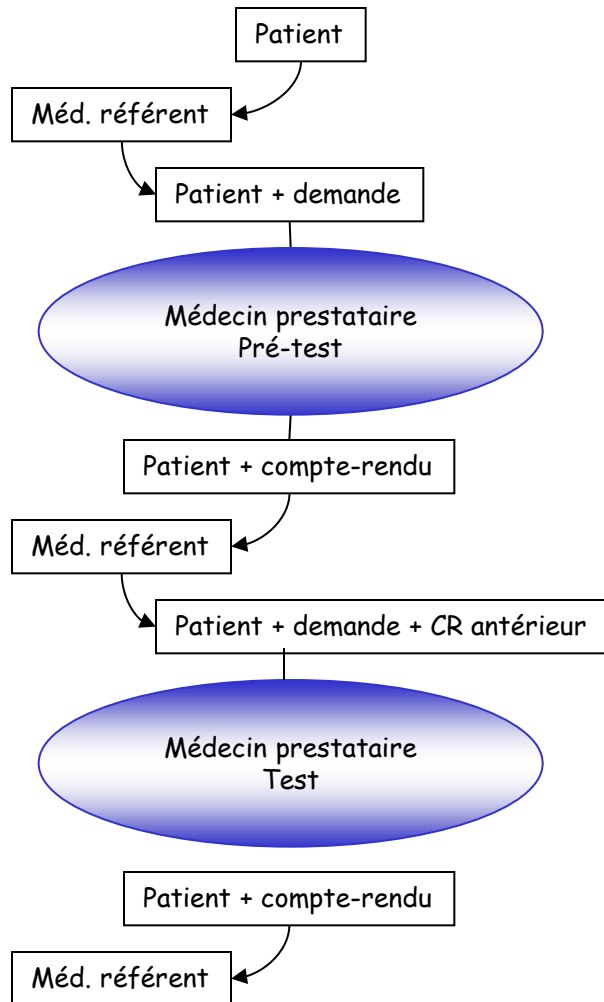 Patient
Méd. référent
Patient + demande
Médecin prestataire
Pré-test
Patient + compte-rendu
Méd. référent
Patient + demande + CR antérieur
Médecin prestataire
Test
Patient + compte-rendu
Méd. référent